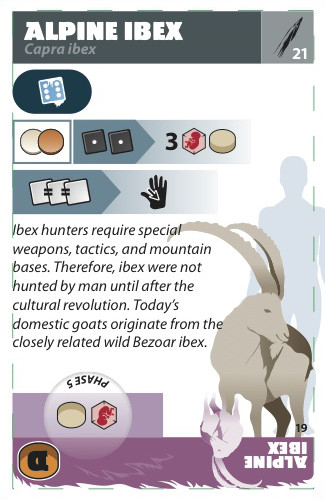 ALPINE IBEX
Capra ibex
21
3
Ibex hunters require special
weapons, tactics, and mountain
bases. Therefore, ibex were not
hunted by man until after the
cultural revolution. Today's
domestic goats originate from the
closely related wild Bezoar ibex.
PHASE 5
19
ALPINE
IBEX
D